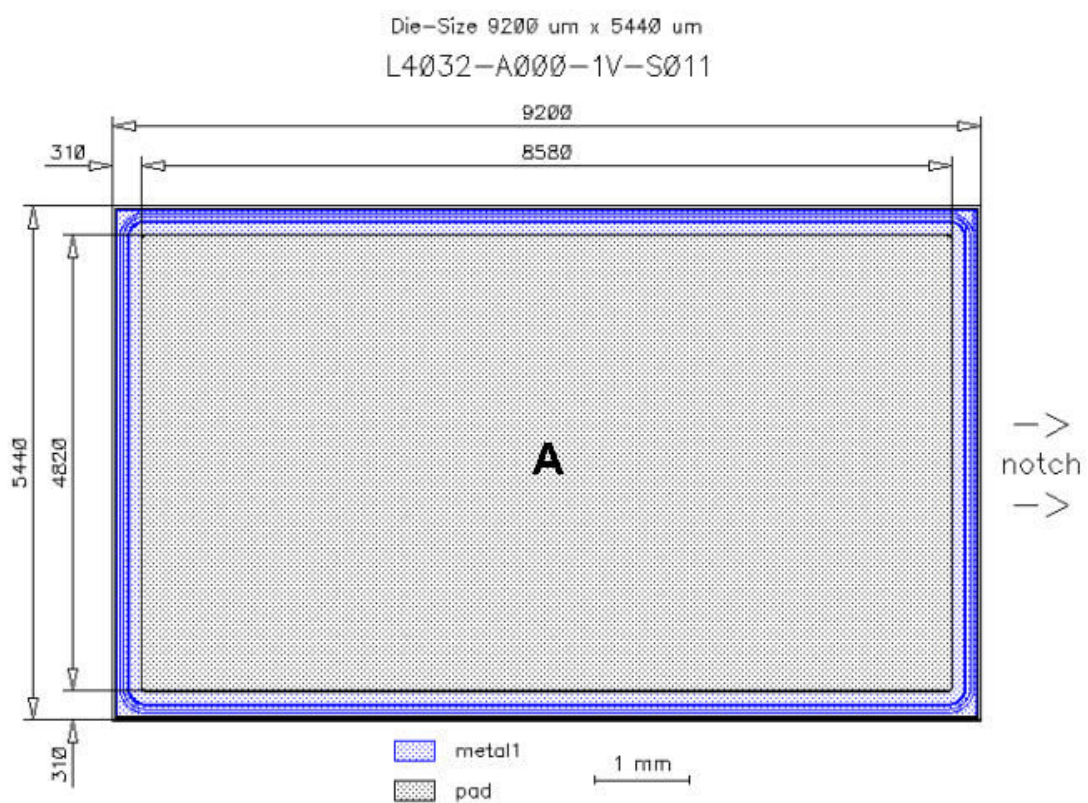 Die-Size 9200 um x 5440 um
L4032-A000-1V-S011
9200
310
8580
5440
4820
A
notch
310
metal1
pad
1 mm